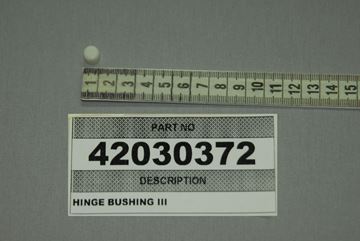 1 2 3 4 5 6 7 8 9 10 11 12 13 14 15
PART NO
42030372
DESCRIPTION
HINGE BUSHING III